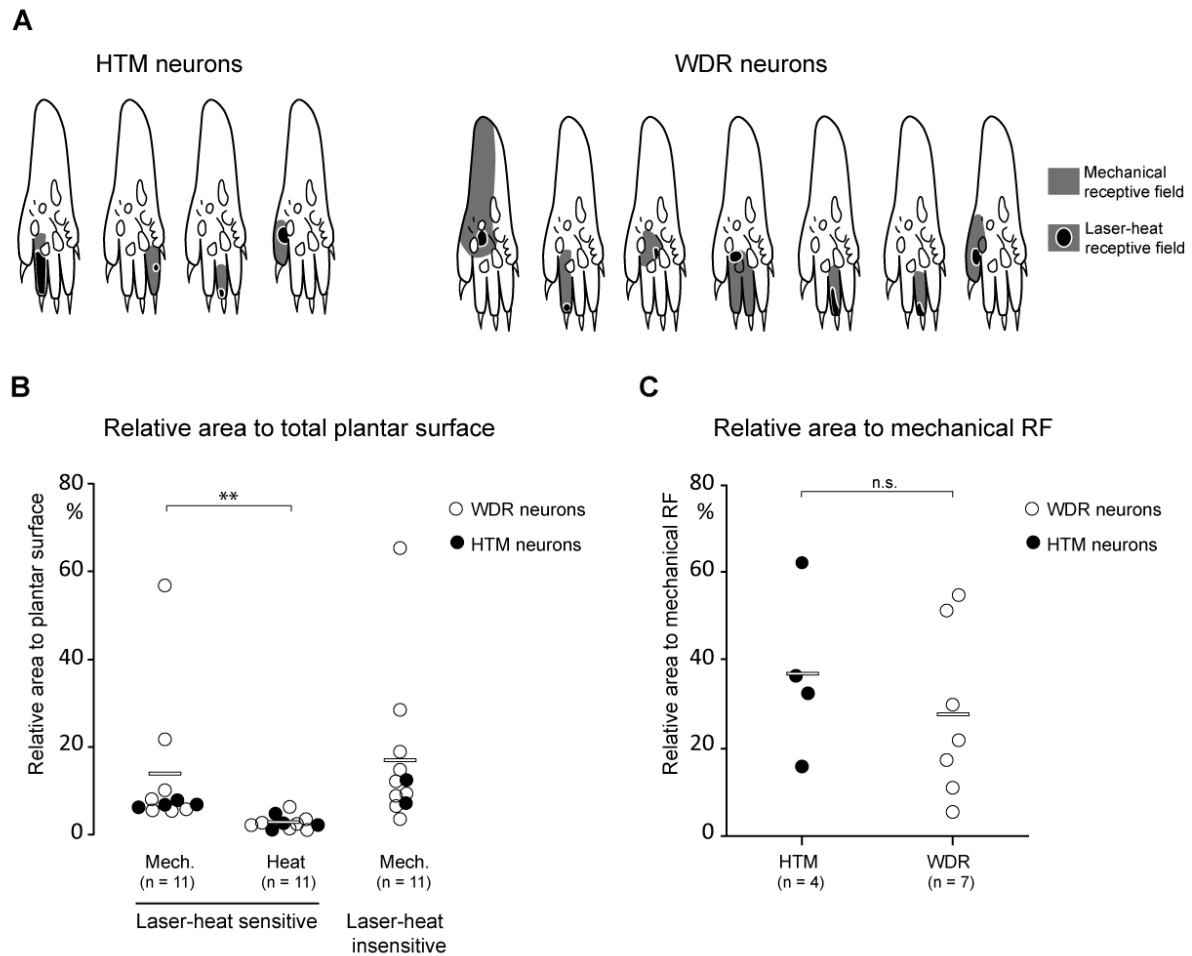 A
HTM neurons
WDR neurons
Mechanical
receptive field
Laser-heat
receptive field
B
Relative area to total plantar surface
Relative area to plantar surface
80
%
60
40
20
0
**
WDR neurons
HTM neurons
Mech.
(n = 11)
Heat
(n = 11)
Mech.
(n = 11)
Laser-heat sensitive
Laser-heat
insensitive
C
Relative area to mechanical RF
Relative area to mechanical RF
80
%
60
40
20
0
n.s.
WDR neurons
HTM neurons
HTM
(n = 4)
WDR
(n = 7)